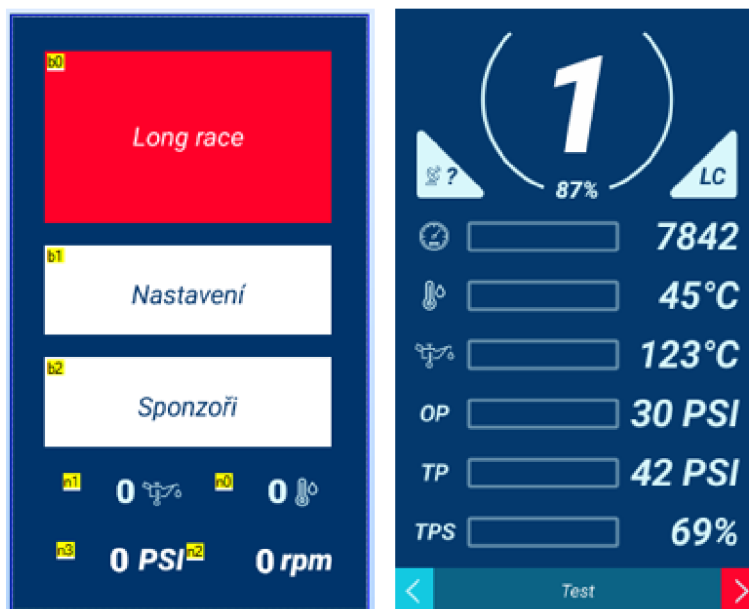 b0
Long race
b1
Nastavení
b2
Sponzoři
n1
0
n0
0
n3
0 PSI
n2
0 rpm
1
87%
?
LC
7842
45°C
123°C
OP
30 PSI
TP
42 PSI
TPS
69%
Test